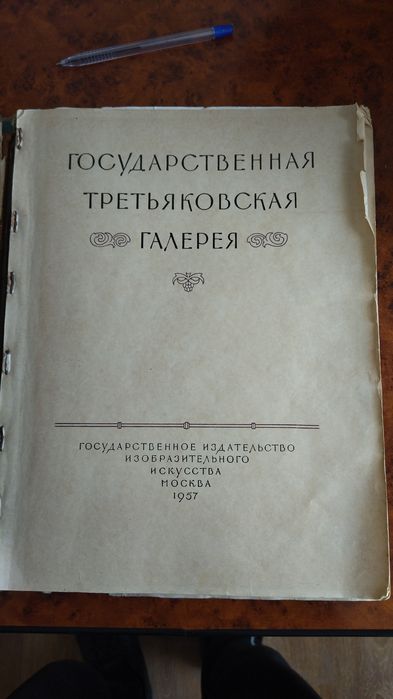 ГОСУДАРСТВЕННАЯ
ТРЕТЬЯКОВСКАЯ
ГАЛЕРЕЯ
ГОСУДАРСТВЕННОЕ ИЗДАТЕЛЬСТВО
ИЗОБРАЗИТЕЛЬНОГО
ИСКУССТВА
МОСКВА
1957